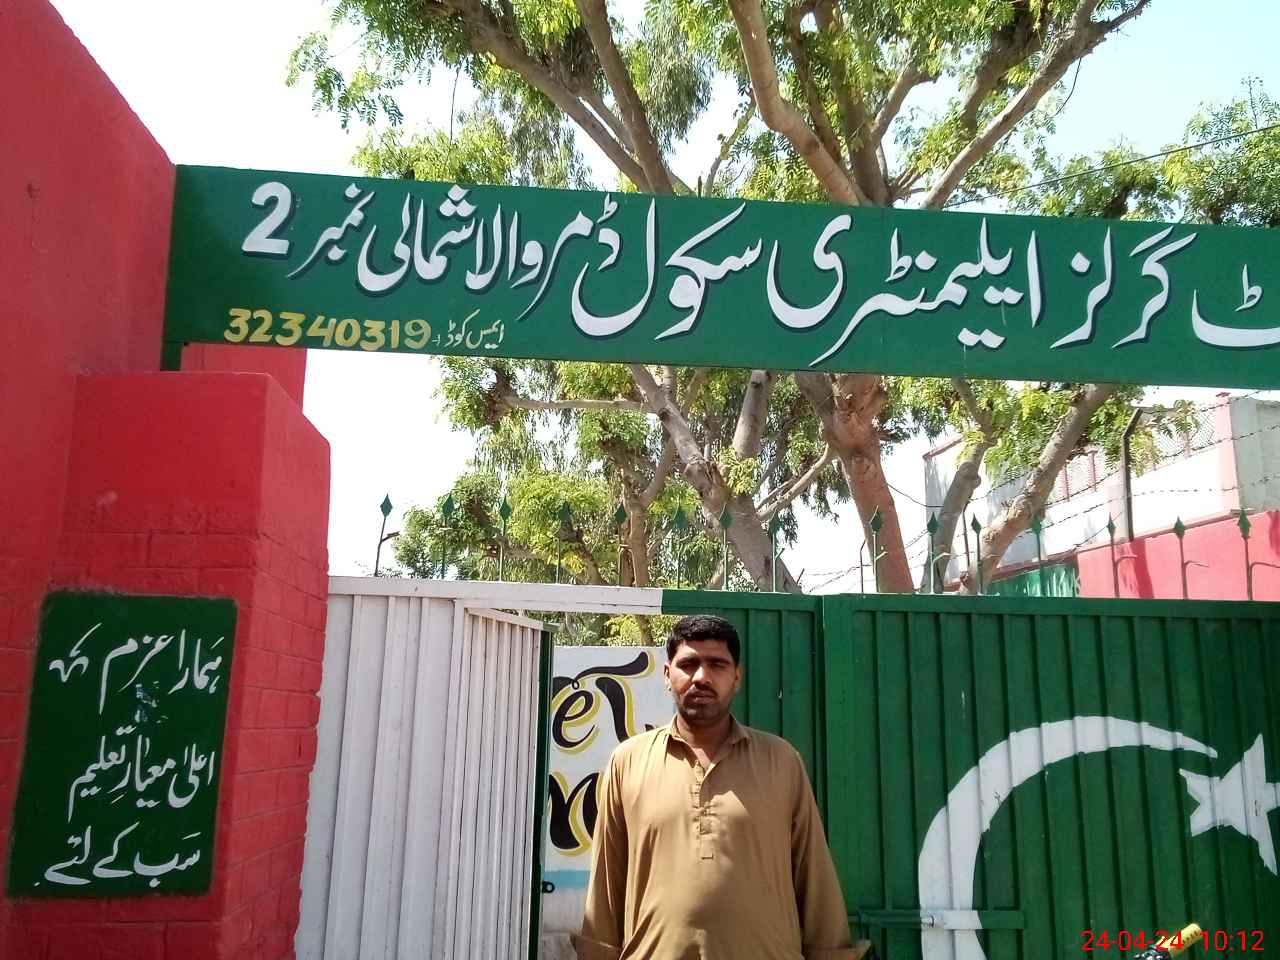 ٹ گرلز ایلیمنٹری سکول ڈمروالا شمالی نمبر 2
ایمس کوڈ:- 32340319
ہمارا عزم
اعلیٰ معیارِ تعلیم
سب کے لئے
24-04-24 10:12